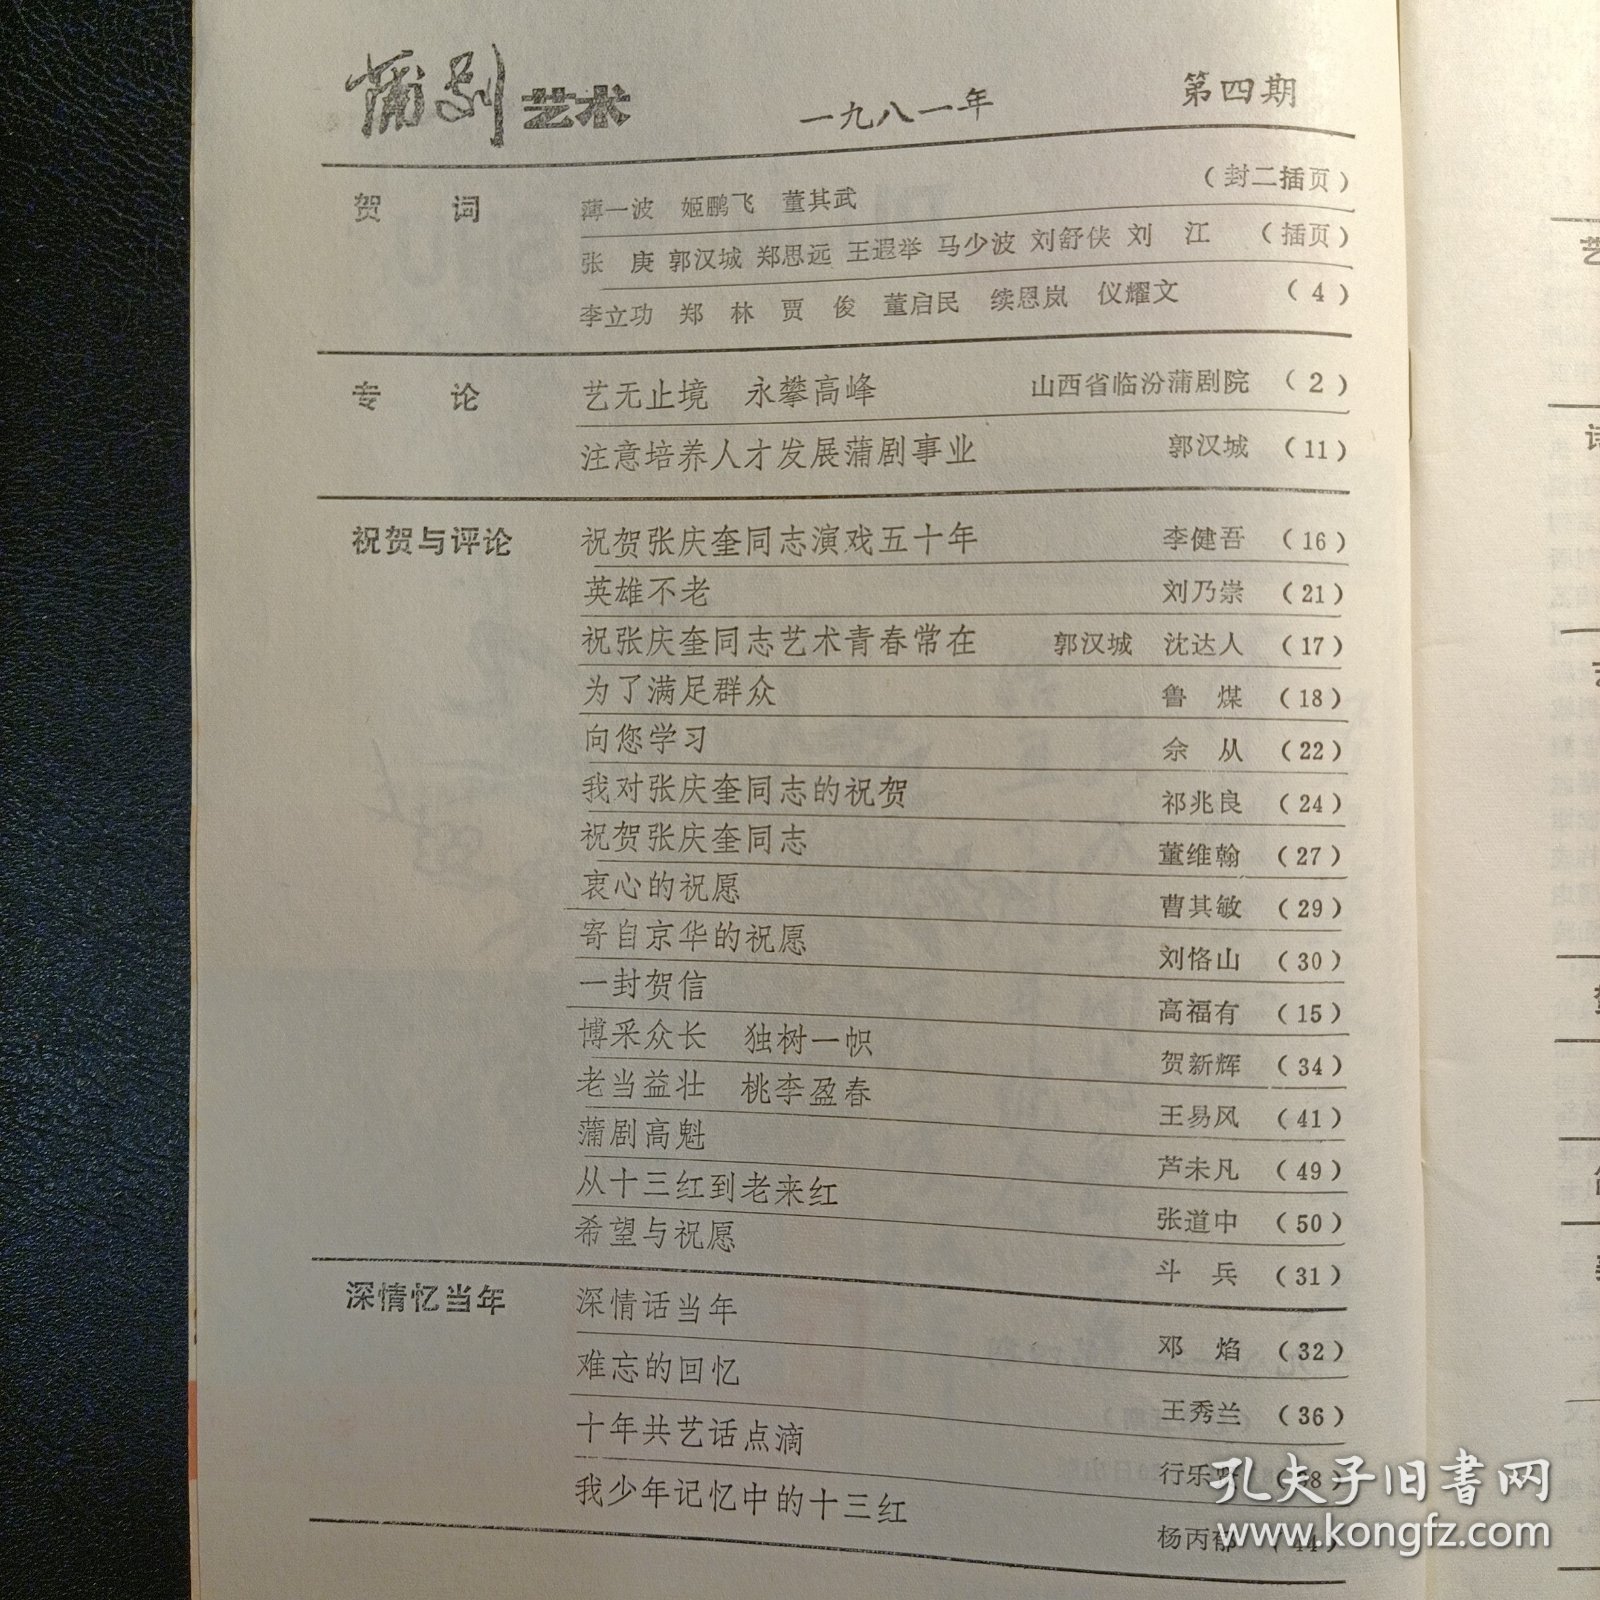 蒲剧艺术 一九八一年 第四期
贺词 薄一波 姬鹏飞 董其武 (封二插页)
张 庚 郭汉城 郑思远 王遐举 马少波 刘舒侠 刘 江 (插页)
李立功 郑 林 贾 俊 董启民 续恩岚 仪耀文 (4)
专论 艺无止境 永攀高峰 山西省临汾蒲剧院 (2)
注意培养人才发展蒲剧事业 郭汉城 (11)
祝贺与评论 祝贺张庆奎同志演戏五十年 李健吾 (16)
英雄不老 刘乃崇 (21)
祝张庆奎同志艺术青春常在 郭汉城 沈达人 (17)
为了满足群众 鲁 煤 (18)
向您学习 佘 从 (22)
我对张庆奎同志的祝贺 祁兆良 (24)
祝贺张庆奎同志 董维翰 (27)
衷心的祝愿 曹其敏 (29)
寄自京华的祝愿 刘恪山 (30)
一封贺信 高福有 (15)
博采众长 独树一帜 贺新辉 (34)
老当益壮 桃李盈春 王易风 (41)
蒲剧高魁 芦未凡 (49)
从十三红到老来红 张道中 (50)
希望与祝愿 斗 兵 (31)
深情忆当年 深情话当年 邓 焰 (32)
难忘的回忆 王秀兰 (36)
十年共艺话点滴 行乐
我少年记忆中的十三红 杨丙郁 (44)
艺
孔夫子旧书网
www.kongfz.com